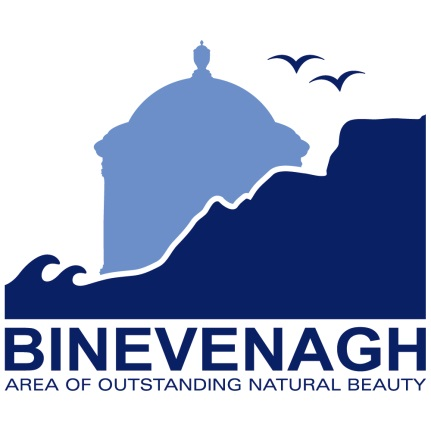 BINEVENAGH
AREA OF OUTSTANDING NATURAL BEAUTY